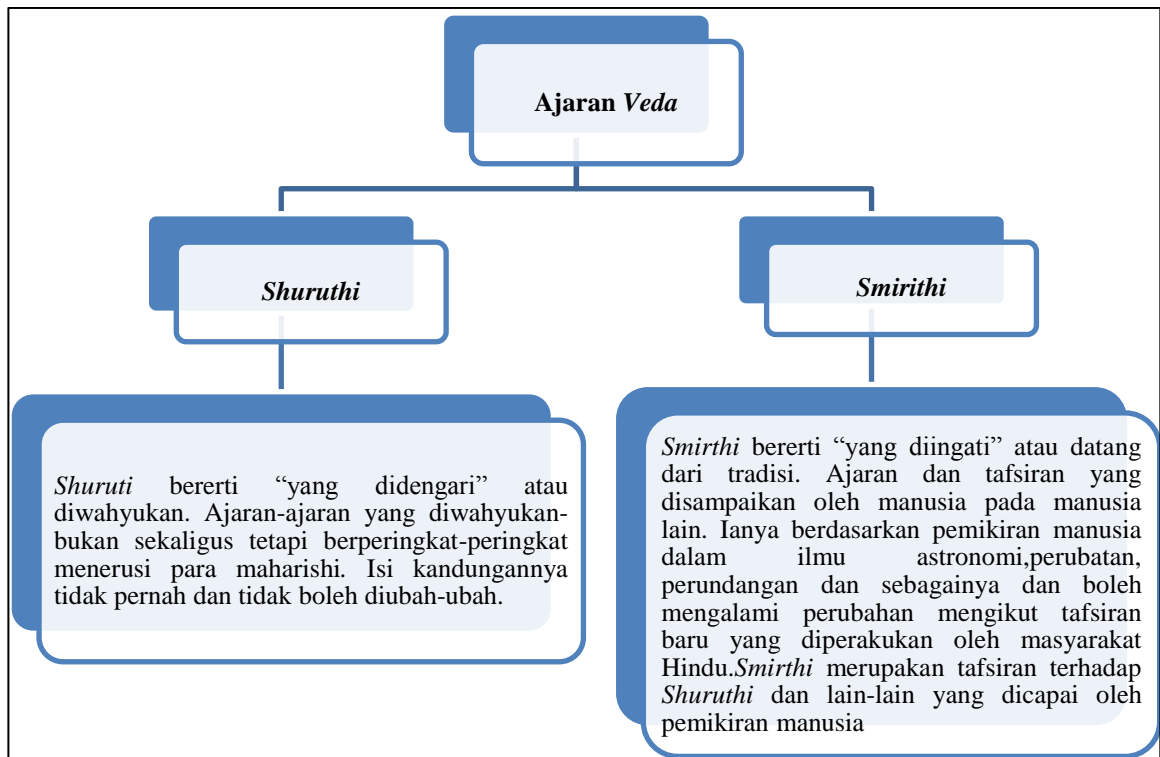 Ajaran Veda
Shuruthi
Smirithi
Shuruti bererti “yang didengari” atau
diwahyukan. Ajaran-ajaran yang diwahyukan-
bukan sekaligus tetapi berperingkat-peringkat
menerusi para maharishi. Isi kandungannya
tidak pernah dan tidak boleh diubah-ubah.
Smirthi bererti “yang diingati” atau datang
dari tradisi. Ajaran dan tafsiran yang
disampaikan oleh manusia pada manusia
lain. Ianya berdasarkan pemikiran manusia
dalam ilmu astronomi,perubatan,
perundangan dan sebagainya dan boleh
mengalami perubahan mengikut tafsiran
baru yang diperakukan oleh masyarakat
Hindu.Smirthi merupakan tafsiran terhadap
Shuruthi dan lain-lain yang dicapai oleh
pemikiran manusia